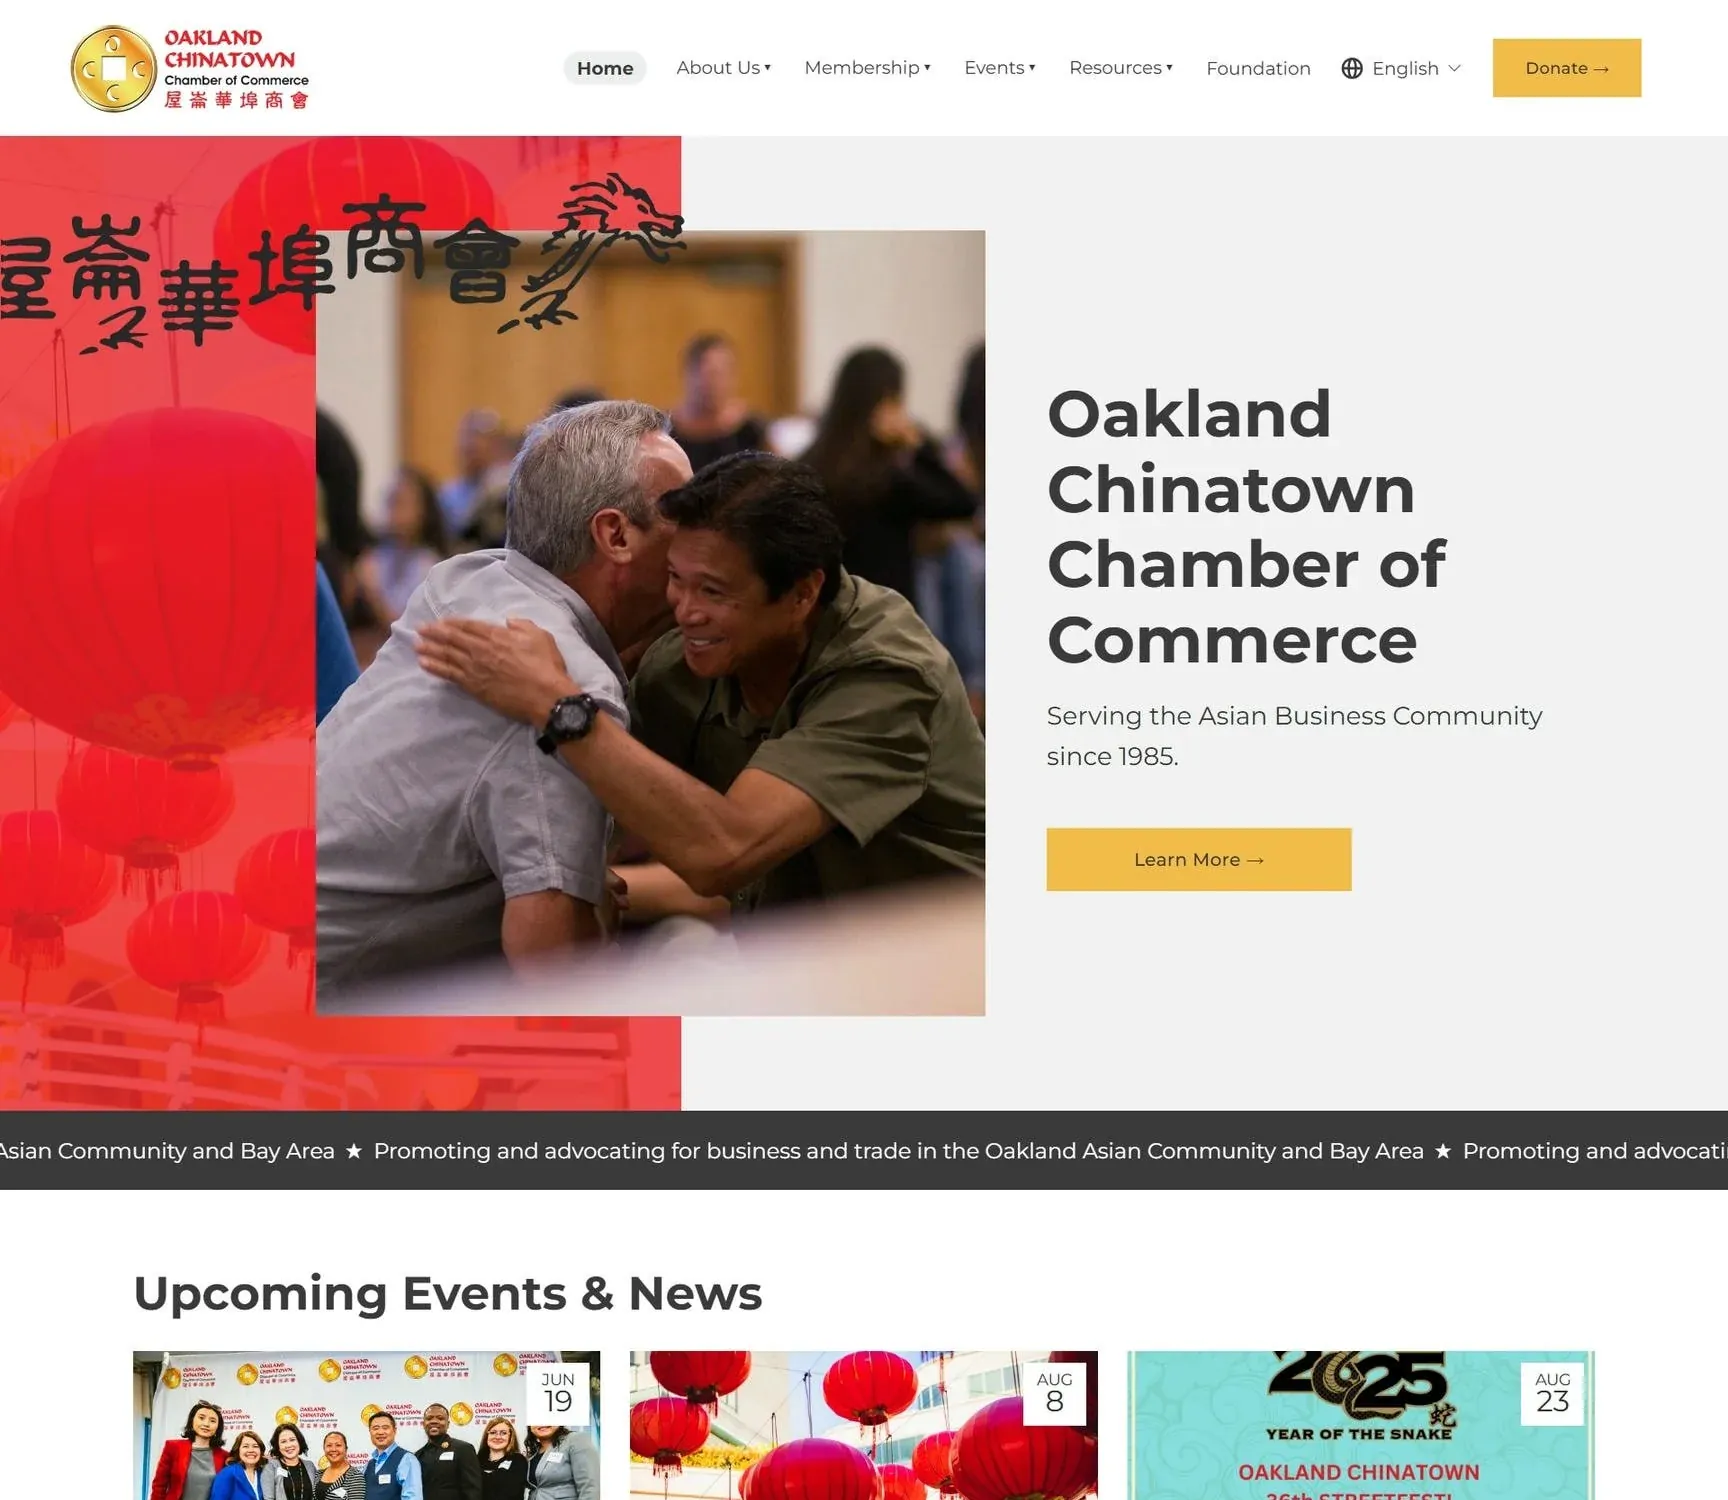 OAKLAND
CHINATOWN
Chamber of Commerce
屋崙華埠商會
Home About Us ▾ Membership ▾ Events ▾ Resources ▾ Foundation English Donate →
屋崙華埠商會
Oakland
Chinatown
Chamber of
Commerce
Serving the Asian Business Community
since 1985.
Learn More →
Asian Community and Bay Area ★ Promoting and advocating for business and trade in the Oakland Asian Community and Bay Area ★ Promoting and advocati
Upcoming Events & News
JUN
19
AUG
8
AUG
23
2025
蛇
YEAR OF THE SNAKE
OAKLAND CHINATOWN
36th STREETFEST!